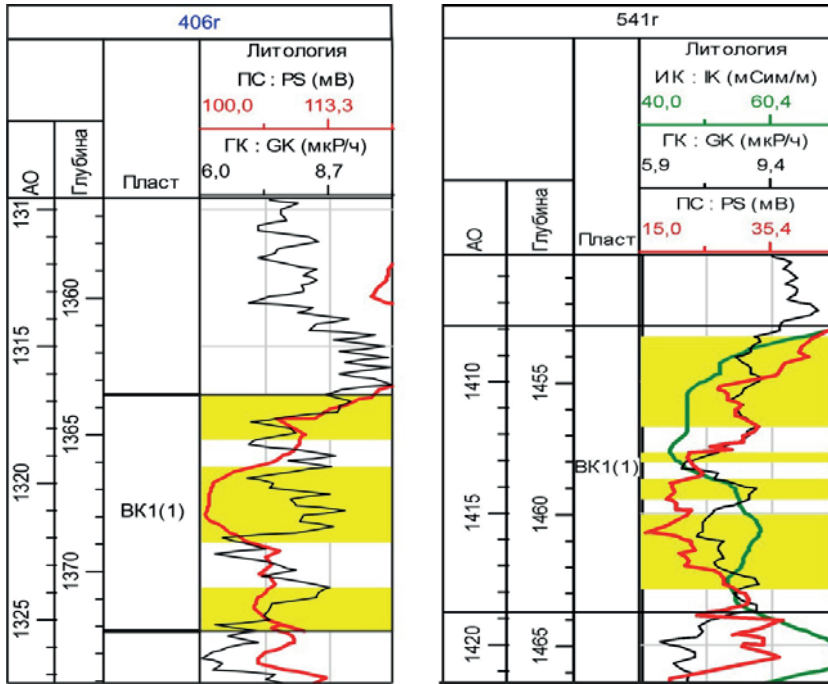 406г
Литология
ПС : PS (мВ)
100,0 113,3
ГК : GK (мкР/ч)
6,0 8,7
АО
Глубина
Пласт
131
1360
1315
1365
1320
ВК1(1)
1370
1325
541г
Литология
ИК : IK (мСим/м)
40,0 60,4
ГК : GK (мкР/ч)
5,9 9,4
ПС : PS (мВ)
15,0 35,4
АО
Глубина
Пласт
1410
1455
ВК1(1)
1415
1460
1420
1465